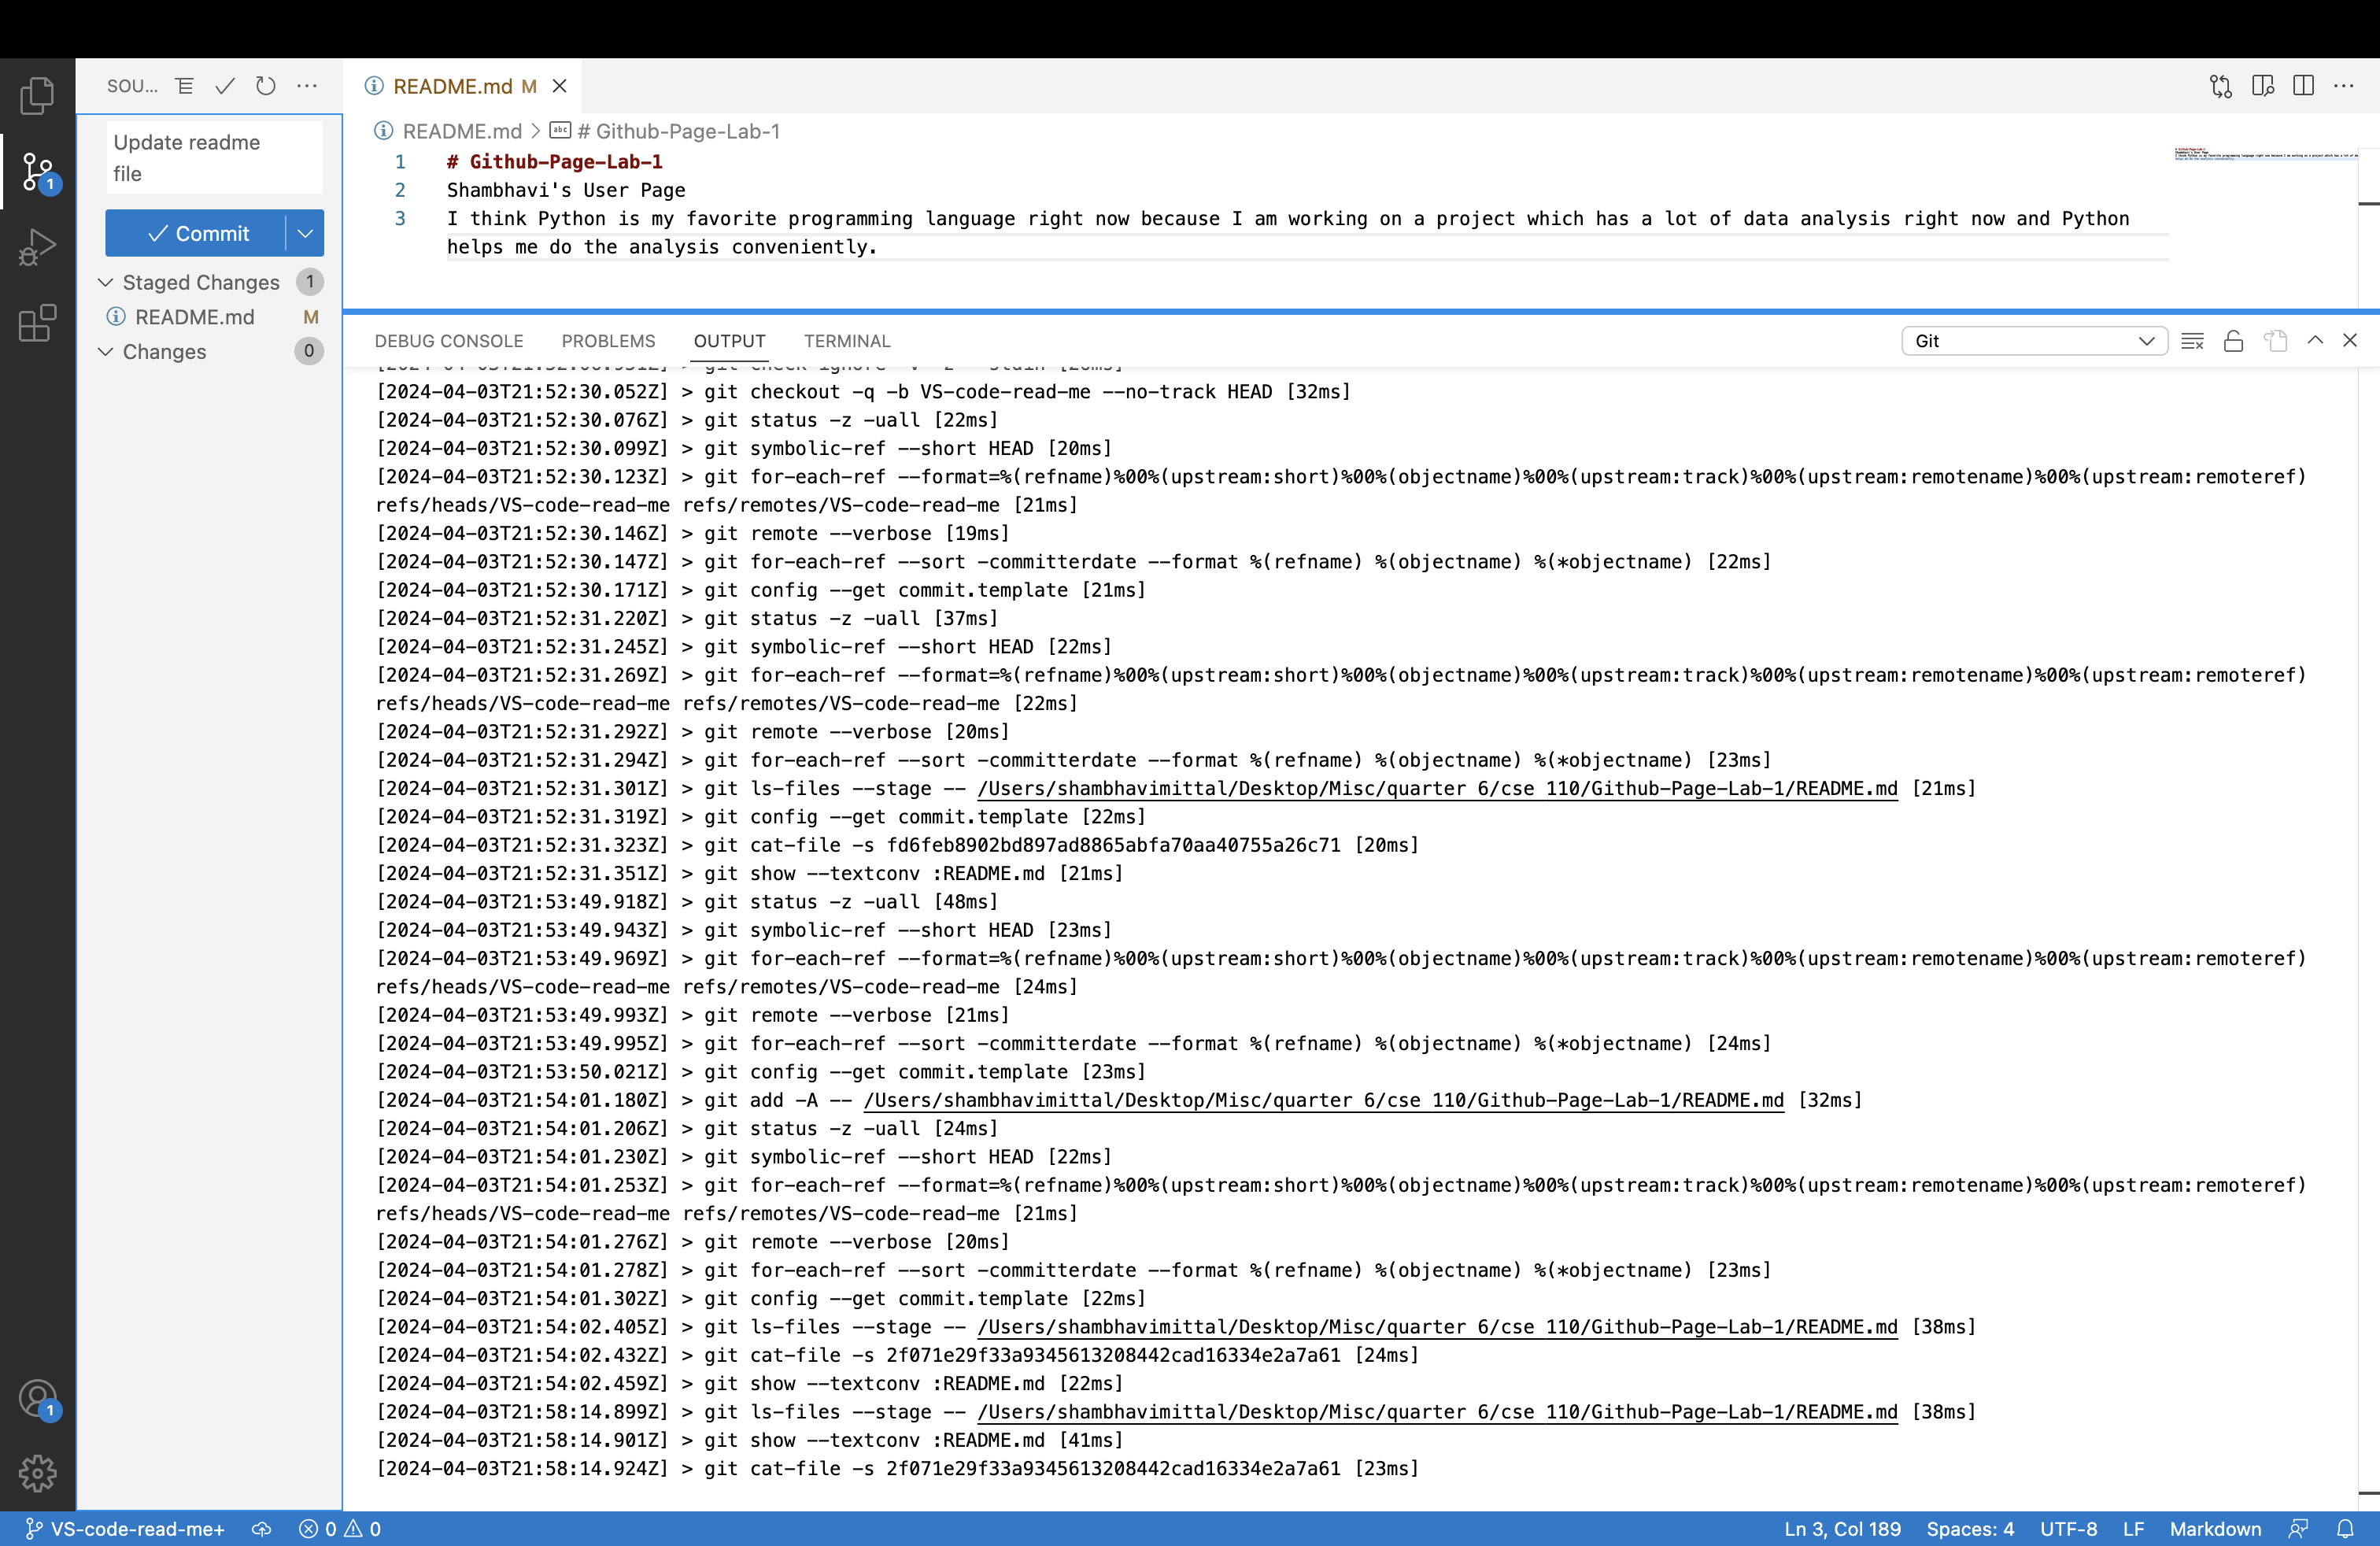 SOU...
Update readme
file
Commit
Staged Changes 1
README.md M
Changes 0
1
1
README.md M
README.md > # Github-Page-Lab-1
1 # Github-Page-Lab-1
2 Shambhavi's User Page
3 I think Python is my favorite programming language right now because I am working on a project which has a lot of data analysis right now and Python
helps me do the analysis conveniently.
DEBUG CONSOLE PROBLEMS OUTPUT TERMINAL Git
[2024-04-03T21:52:30.052Z] > git checkout -q -b VS-code-read-me --no-track HEAD [32ms]
[2024-04-03T21:52:30.076Z] > git status -z -uall [22ms]
[2024-04-03T21:52:30.099Z] > git symbolic-ref --short HEAD [20ms]
[2024-04-03T21:52:30.123Z] > git for-each-ref --format=%(refname)%00%(upstream:short)%00%(objectname)%00%(upstream:track)%00%(upstream:remotename)%00%(upstream:remoteref)
refs/heads/VS-code-read-me refs/remotes/VS-code-read-me [21ms]
[2024-04-03T21:52:30.146Z] > git remote --verbose [19ms]
[2024-04-03T21:52:30.147Z] > git for-each-ref --sort -committerdate --format %(refname) %(objectname) %(*objectname) [22ms]
[2024-04-03T21:52:30.171Z] > git config --get commit.template [21ms]
[2024-04-03T21:52:31.220Z] > git status -z -uall [37ms]
[2024-04-03T21:52:31.245Z] > git symbolic-ref --short HEAD [22ms]
[2024-04-03T21:52:31.269Z] > git for-each-ref --format=%(refname)%00%(upstream:short)%00%(objectname)%00%(upstream:track)%00%(upstream:remotename)%00%(upstream:remoteref)
refs/heads/VS-code-read-me refs/remotes/VS-code-read-me [22ms]
[2024-04-03T21:52:31.292Z] > git remote --verbose [20ms]
[2024-04-03T21:52:31.294Z] > git for-each-ref --sort -committerdate --format %(refname) %(objectname) %(*objectname) [23ms]
[2024-04-03T21:52:31.301Z] > git ls-files --stage -- /Users/shambhavimittal/Desktop/Misc/quarter 6/cse 110/Github-Page-Lab-1/README.md [21ms]
[2024-04-03T21:52:31.319Z] > git config --get commit.template [22ms]
[2024-04-03T21:52:31.323Z] > git cat-file -s fd6feb8902bd897ad8865abfa70aa40755a26c71 [20ms]
[2024-04-03T21:52:31.351Z] > git show --textconv :README.md [21ms]
[2024-04-03T21:53:49.918Z] > git status -z -uall [48ms]
[2024-04-03T21:53:49.943Z] > git symbolic-ref --short HEAD [23ms]
[2024-04-03T21:53:49.969Z] > git for-each-ref --format=%(refname)%00%(upstream:short)%00%(objectname)%00%(upstream:track)%00%(upstream:remotename)%00%(upstream:remoteref)
refs/heads/VS-code-read-me refs/remotes/VS-code-read-me [24ms]
[2024-04-03T21:53:49.993Z] > git remote --verbose [21ms]
[2024-04-03T21:53:49.995Z] > git for-each-ref --sort -committerdate --format %(refname) %(objectname) %(*objectname) [24ms]
[2024-04-03T21:53:50.021Z] > git config --get commit.template [23ms]
[2024-04-03T21:54:01.180Z] > git add -A -- /Users/shambhavimittal/Desktop/Misc/quarter 6/cse 110/Github-Page-Lab-1/README.md [32ms]
[2024-04-03T21:54:01.206Z] > git status -z -uall [24ms]
[2024-04-03T21:54:01.230Z] > git symbolic-ref --short HEAD [22ms]
[2024-04-03T21:54:01.253Z] > git for-each-ref --format=%(refname)%00%(upstream:short)%00%(objectname)%00%(upstream:track)%00%(upstream:remotename)%00%(upstream:remoteref)
refs/heads/VS-code-read-me refs/remotes/VS-code-read-me [21ms]
[2024-04-03T21:54:01.276Z] > git remote --verbose [20ms]
[2024-04-03T21:54:01.278Z] > git for-each-ref --sort -committerdate --format %(refname) %(objectname) %(*objectname) [23ms]
[2024-04-03T21:54:01.302Z] > git config --get commit.template [22ms]
[2024-04-03T21:54:02.405Z] > git ls-files --stage -- /Users/shambhavimittal/Desktop/Misc/quarter 6/cse 110/Github-Page-Lab-1/README.md [38ms]
[2024-04-03T21:54:02.432Z] > git cat-file -s 2f071e29f33a9345613208442cad16334e2a7a61 [24ms]
[2024-04-03T21:54:02.459Z] > git show --textconv :README.md [22ms]
[2024-04-03T21:58:14.899Z] > git ls-files --stage -- /Users/shambhavimittal/Desktop/Misc/quarter 6/cse 110/Github-Page-Lab-1/README.md [38ms]
[2024-04-03T21:58:14.901Z] > git show --textconv :README.md [41ms]
[2024-04-03T21:58:14.924Z] > git cat-file -s 2f071e29f33a9345613208442cad16334e2a7a61 [23ms]
VS-code-read-me+ 0 0 Ln 3, Col 189 Spaces: 4 UTF-8 LF Markdown